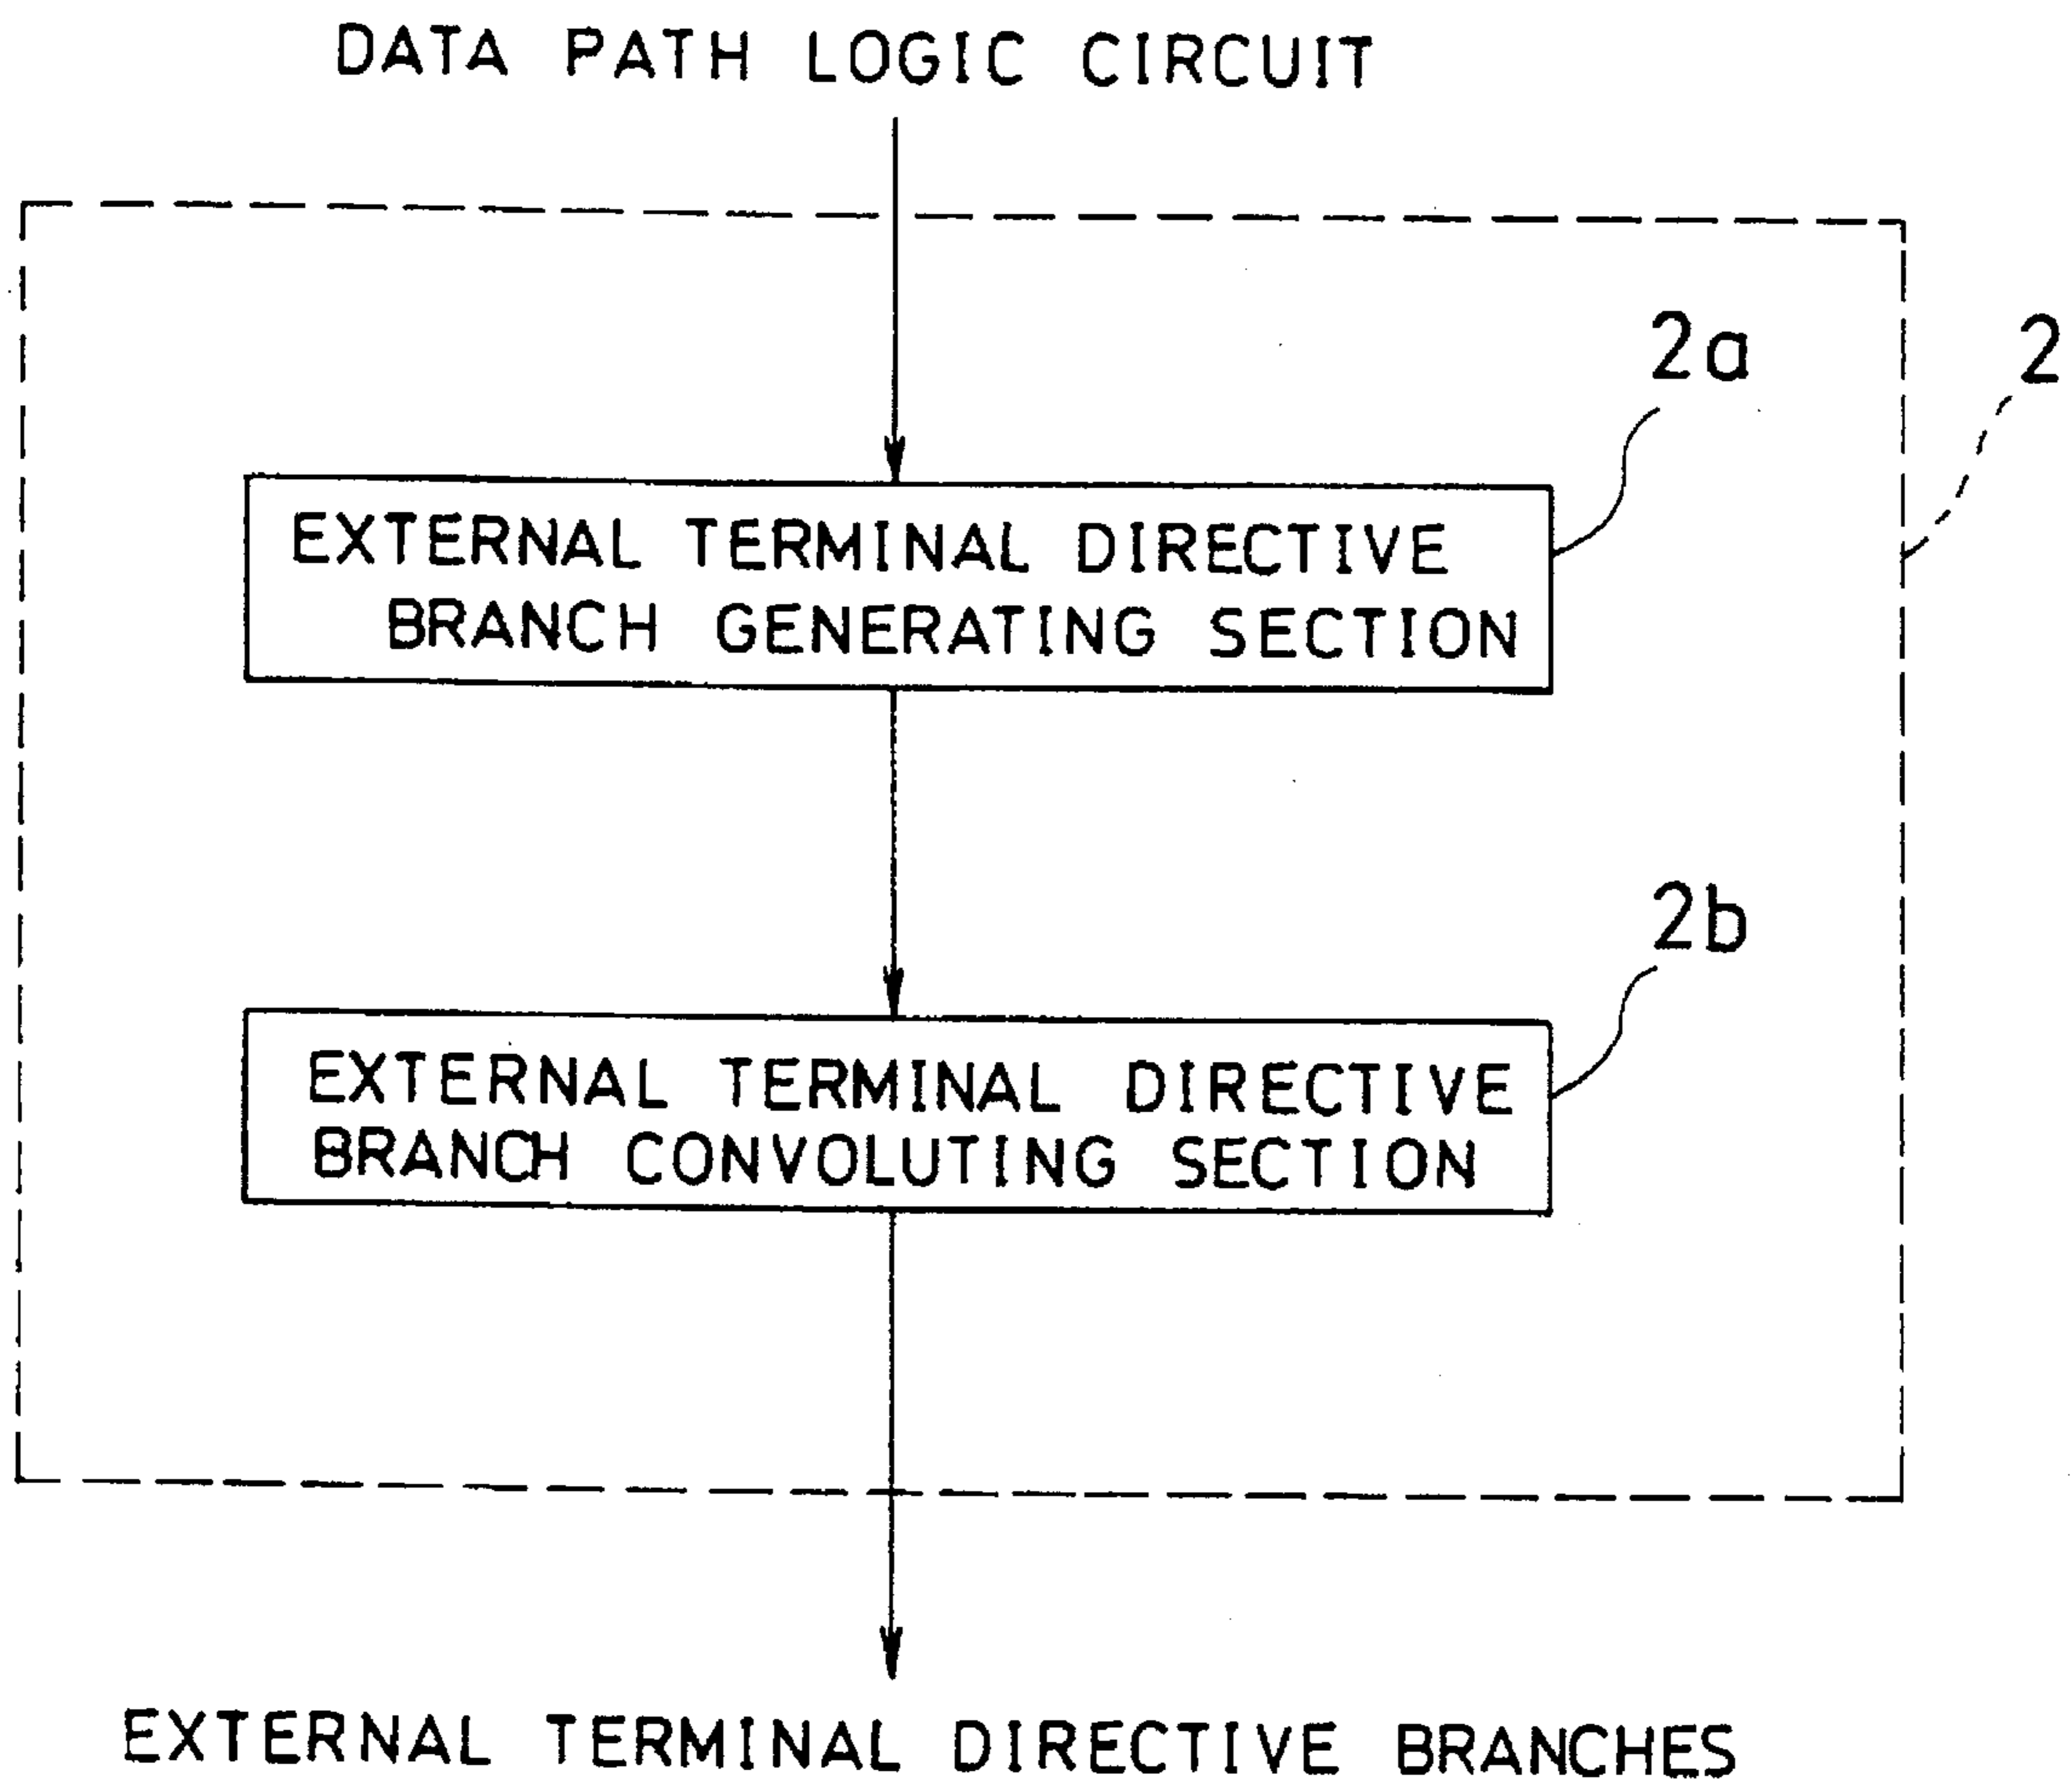 DATA PATH LOGIC CIRCUIT
2a
2
EXTERNAL TERMINAL DIRECTIVE
BRANCH GENERATING SECTION
2b
EXTERNAL TERMINAL DIRECTIVE
BRANCH CONVOLUTING SECTION
EXTERNAL TERMINAL DIRECTIVE BRANCHES